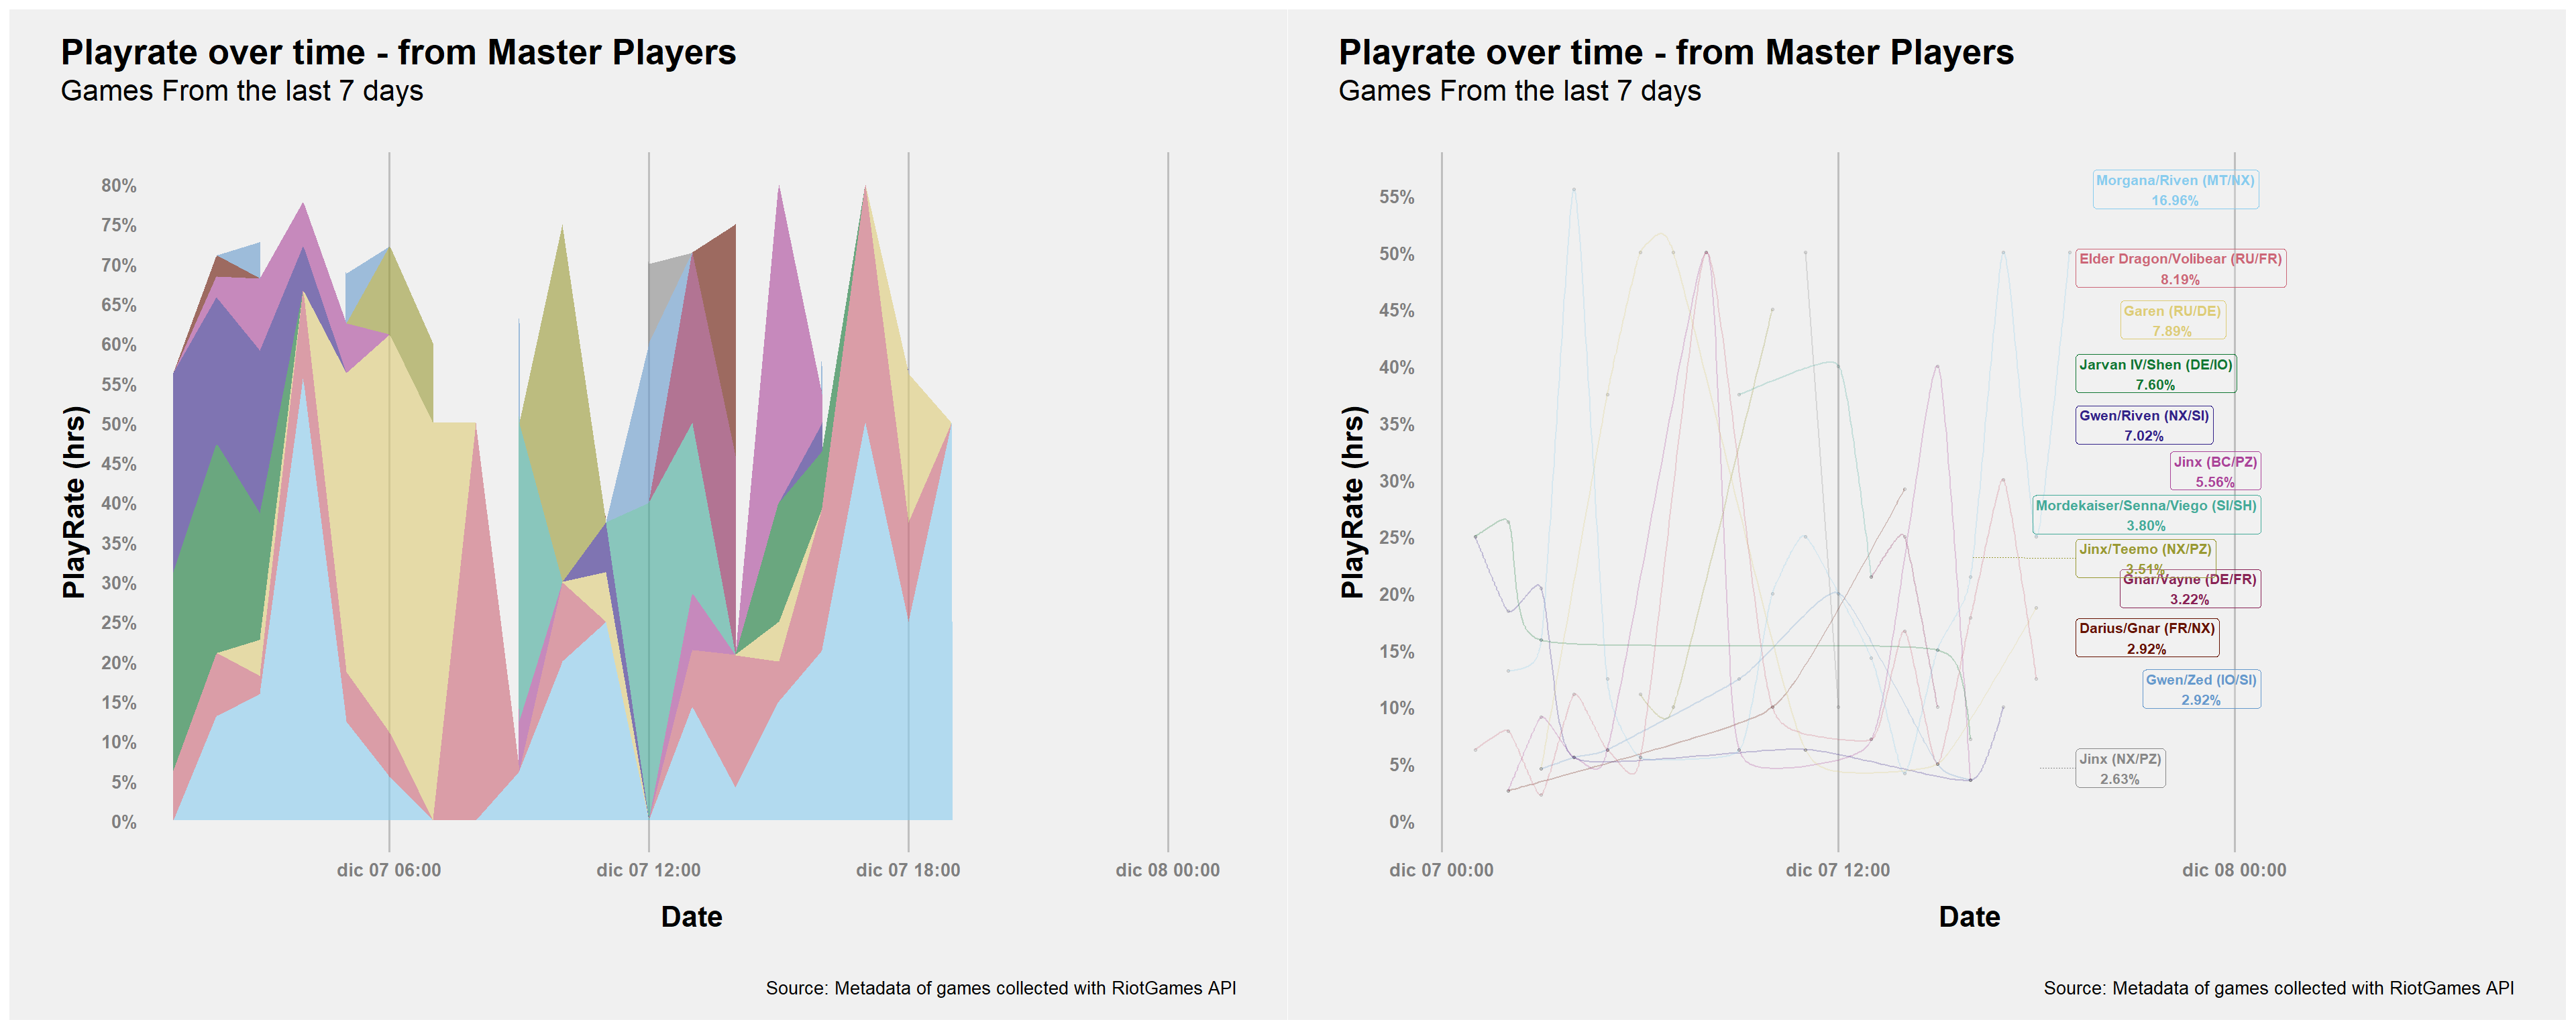 Playrate over time - from Master Players
Games From the last 7 days
80%
75%
70%
65%
60%
55%
50%
45%
40%
35%
30%
25%
20%
15%
10%
5%
0%
PlayRate (hrs)
dic 07 06:00
dic 07 12:00
dic 07 18:00
dic 08 00:00
Date
Source: Metadata of games collected with RiotGames API
Playrate over time - from Master Players
Games From the last 7 days
55%
50%
45%
40%
35%
30%
25%
20%
15%
10%
5%
0%
PlayRate (hrs)
Morgana/Riven (MT/NX)
16.96%
Elder Dragon/Volibear (RU/FR)
8.19%
Garen (RU/DE)
7.89%
Jarvan IV/Shen (DE/IO)
7.60%
Gwen/Riven (NX/SI)
7.02%
Jinx (BC/PZ)
5.56%
Mordekaiser/Senna/Viego (SI/SH)
3.80%
Jinx/Teemo (NX/PZ)
3.51%
Gnar/Vayne (DE/FR)
3.22%
Darius/Gnar (FR/NX)
2.92%
Gwen/Zed (IO/SI)
2.92%
Jinx (NX/PZ)
2.63%
dic 07 00:00
dic 07 12:00
dic 08 00:00
Date
Source: Metadata of games collected with RiotGames API